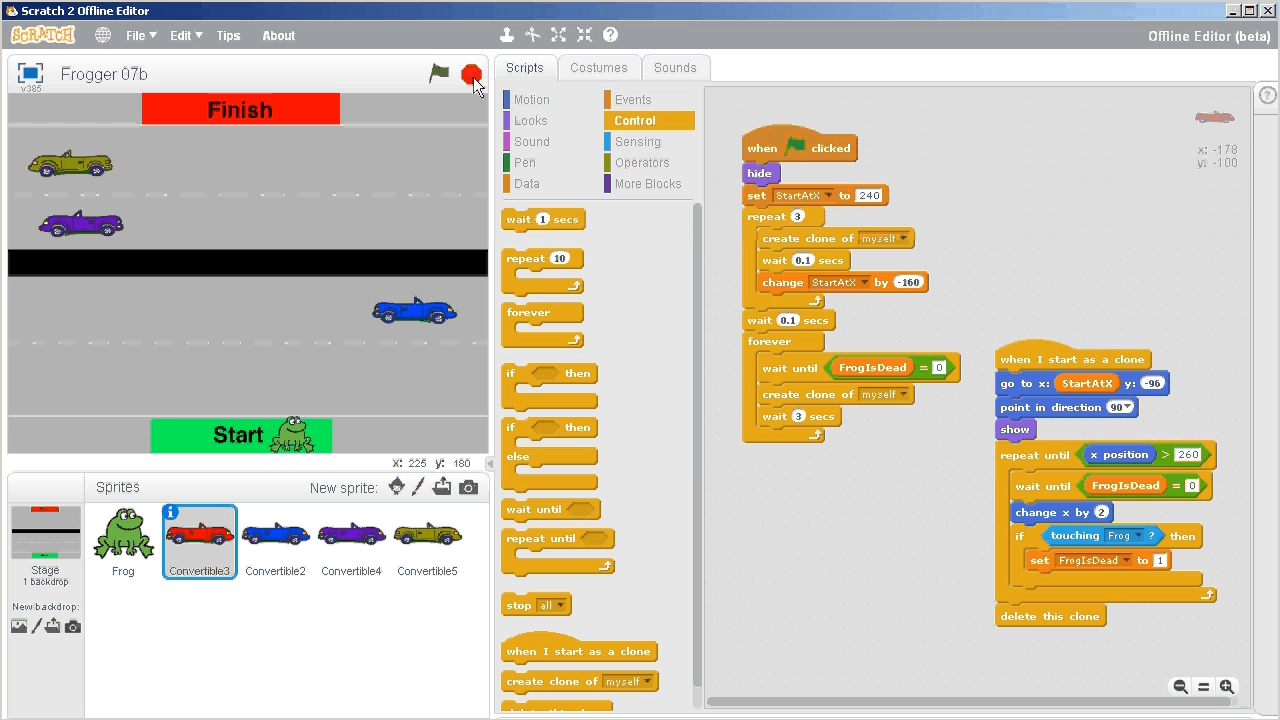 Scratch 2 Offline Editor
SCRATCH File Edit Tips About Offline Editor (beta)
Frogger 07b
v385
Finish
Start
x: 225 y: 180
Sprites New sprite:
Stage
1 backdrop
New backdrop:
Frog
Convertible3
Convertible2
Convertible5
Scripts Costumes Sounds
Motion Events
Looks Control
Sound Sensing
Pen Operators
Data More Blocks
wait 1 secs
repeat 10
forever
if then
if then
else
wait until
repeat until
stop all
when I start as a clone
create clone of myself
when clicked
hide
set StartAtX to 240
repeat 3
create clone of myself
wait 0.1 secs
change StartAtX by -160
wait 0.1 secs
forever
wait until FrogIsDead = 0
create clone of myself
wait 3 secs
x: -178
y: -100
when I start as a clone
go to x: StartAtX y: -96
point in direction 90
show
repeat until x position > 260
wait until FrogIsDead = 0
change x by 2
if touching Frog ? then
set FrogIsDead to 1
delete this clone